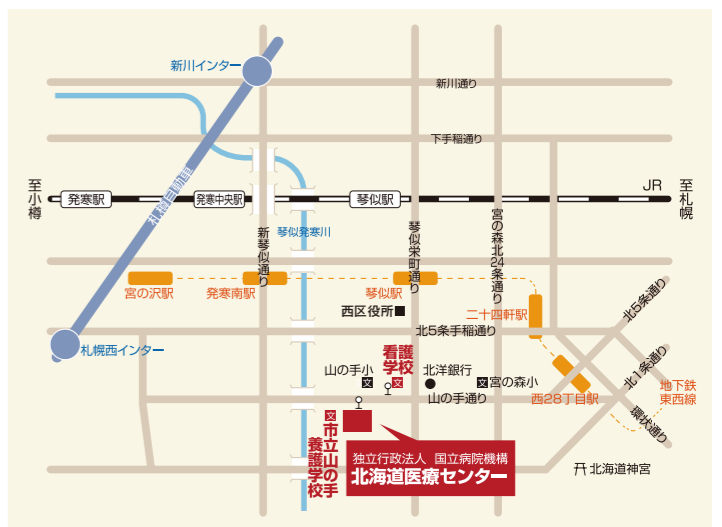 新川インター
新川通り
下手稲通り
至小樽
発寒駅
札樽自動車
発寒中央駅
琴似駅
JR
至札幌
新琴似通り
琴似発寒川
琴似栄町通り
宮の森北24条通り
宮の沢駅
発寒南駅
琴似駅
西区役所
二十四軒駅
北5条通り
北5条手稲通り
札幌西インター
看護学校
山の手小
文
文
北洋銀行
文
宮の森小
山の手通り
北1条通り
西28丁目駅
地下鉄
東西線
環状通り
文
市立山の手
養護学校
独立行政法人 国立病院機構
北海道医療センター
北海道神宮